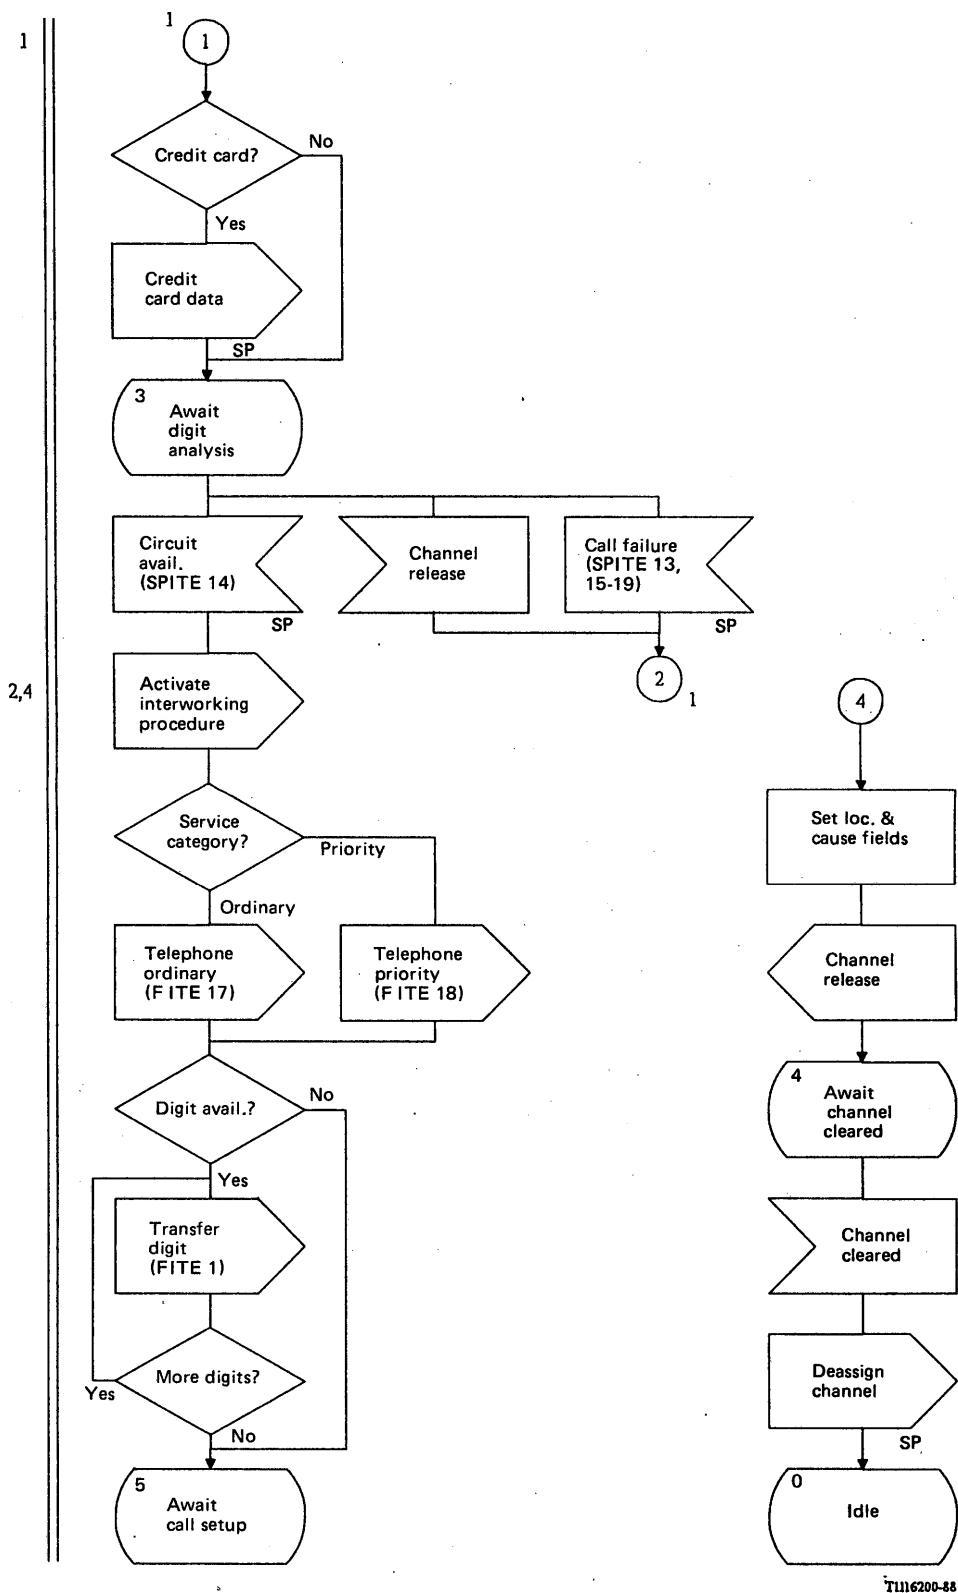 1
1
1
Credit card?
No
Yes
Credit
card data
SP
3
Await
digit
analysis
Circuit
avail.
(SPITE 14)
SP
Channel
release
Call failure
(SPITE 13,
15-19)
SP
2
1
2,4
Activate
interworking
procedure
Service
category?
Priority
Ordinary
Telephone
ordinary
(F ITE 17)
Telephone
priority
(F ITE 18)
Digit avail.?
No
Yes
Transfer
digit
(FITE 1)
More digits?
Yes
No
5
Await
call setup
4
Set loc. &
cause fields
Channel
release
4
Await
channel
cleared
Channel
cleared
Deassign
channel
SP
0
Idle
T1116200-88